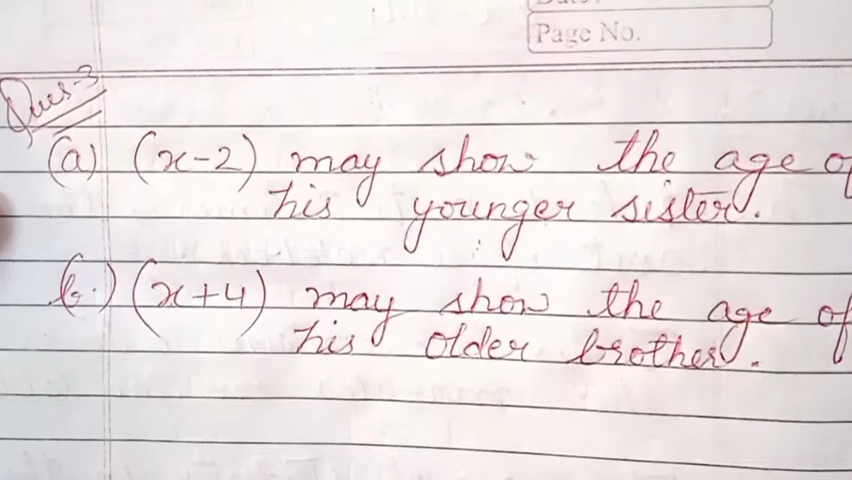 Page No.
Ques-3
(a) (x-2) may show the age of
his younger sister.
(b.) (x+4) may show the age of
his older brother.